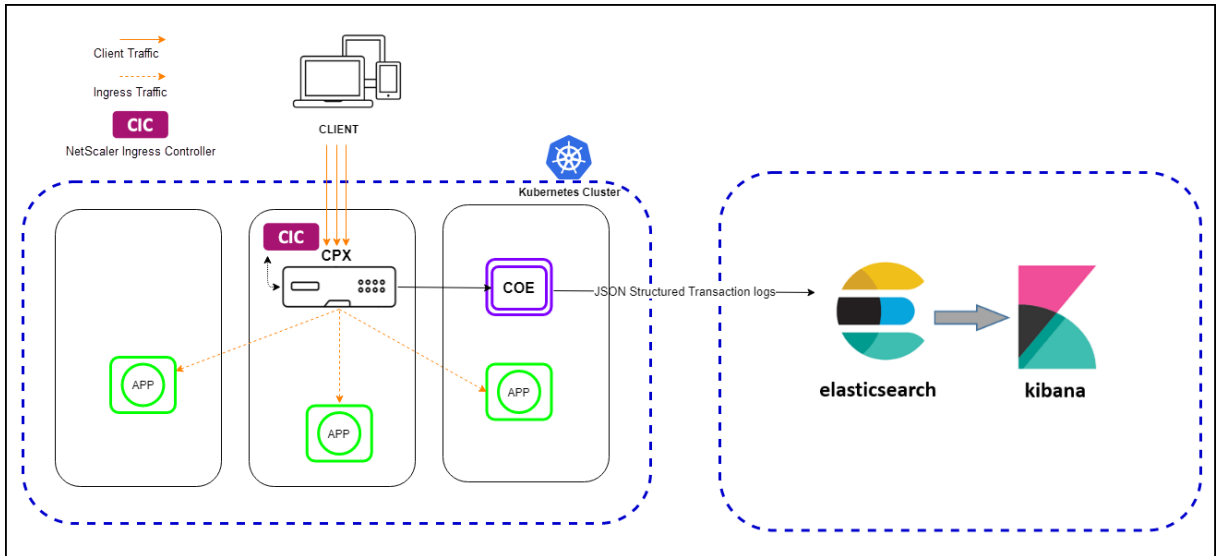 Client Traffic
Ingress Traffic
CIC
NetScaler Ingress Controller
CLIENT
Kubernetes Cluster
CIC
CPX
COE
JSON Structured Transaction logs
APP
APP
APP
elasticsearch
kibana